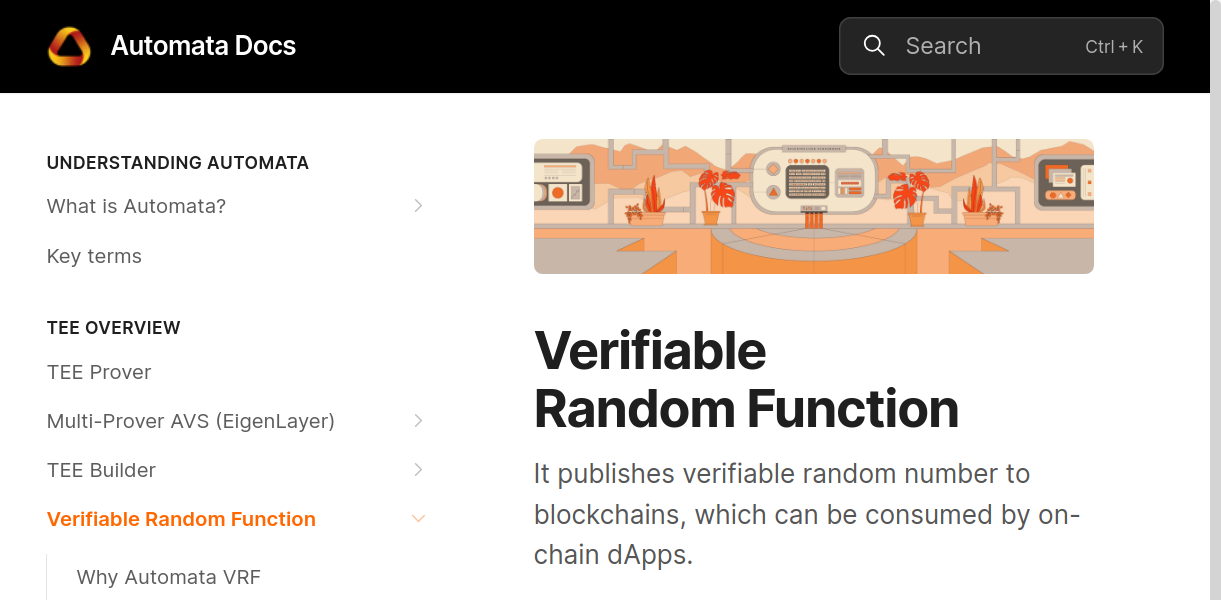 Automata Docs
Search
Ctrl + K
UNDERSTANDING AUTOMATA
What is Automata?
Key terms
TEE OVERVIEW
TEE Prover
Multi-Prover AVS (EigenLayer)
TEE Builder
Verifiable Random Function
Why Automata VRF
Verifiable
Random Function
It publishes verifiable random number to
blockchains, which can be consumed by on-
chain dApps.